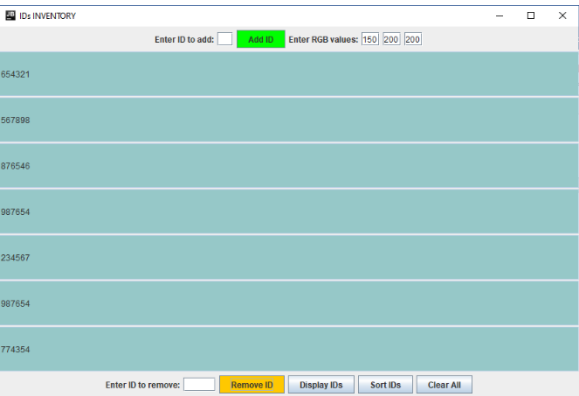 IDs INVENTORY
Enter ID to add: Add ID Enter RGB values: 150 200 200
654321
567898
876546
987654
234567
987654
774354
Enter ID to remove: Remove ID Display IDs Sort IDs Clear All